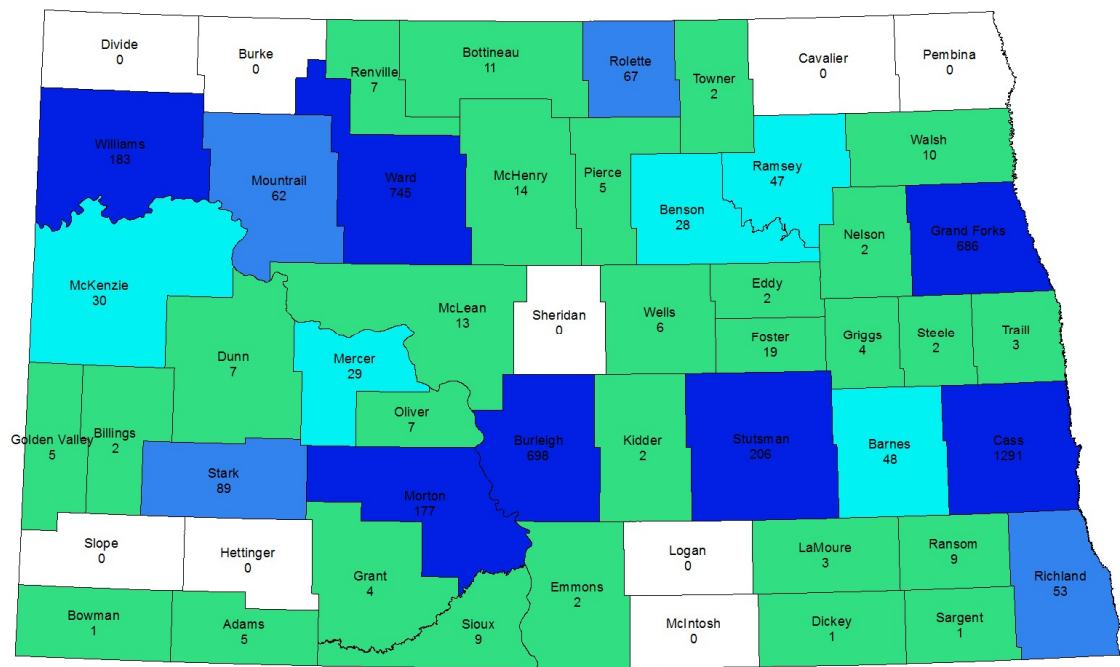 Divide
0
Burke
0
Renville
7
Bottineau
11
Rolette
67
Towner
2
Cavalier
0
Pembina
0
Williams
183
Mountrail
62
Ward
745
McHenry
14
Pierce
5
Benson
28
Ramsey
47
Walsh
10
Nelson
2
Grand Forks
686
McKenzie
30
Dunn
7
McLean
13
Mercer
29
Oliver
7
Sheridan
0
Wells
6
Eddy
2
Foster
19
Griggs
4
Steele
2
Traill
3
Golden Valley
5
Billings
2
Stark
89
Morton
177
Burleigh
698
Kidder
2
Stutsman
206
Barnes
48
Cass
1291
Slope
0
Hettinger
0
Grant
4
Emmons
2
Logan
0
LaMoure
3
Ransom
9
Richland
53
Bowman
1
Adams
5
Sioux
9
McIntosh
0
Dickey
1
Sargent
1